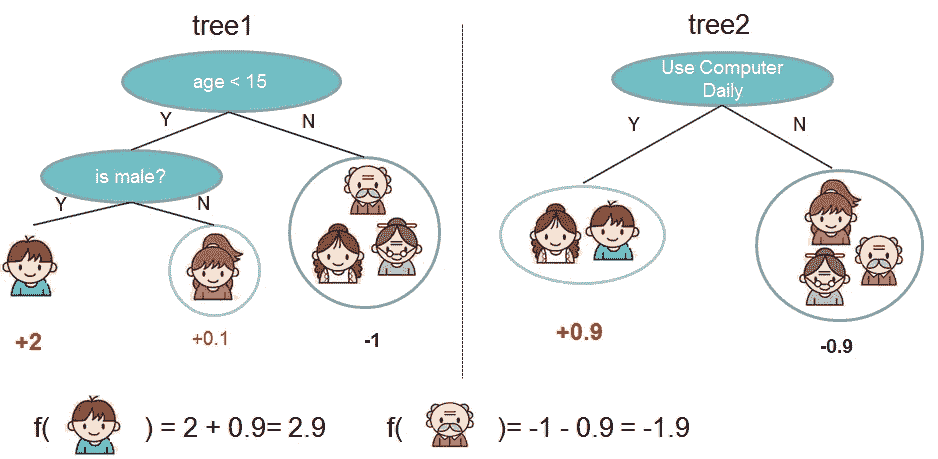 tree1
age < 15
Y
N
is male?
Y
N
+2
+0.1
-1
tree2
Use Computer
Daily
Y
N
+0.9
-0.9
f( ) = 2 + 0.9= 2.9
f( )= -1 - 0.9 = -1.9